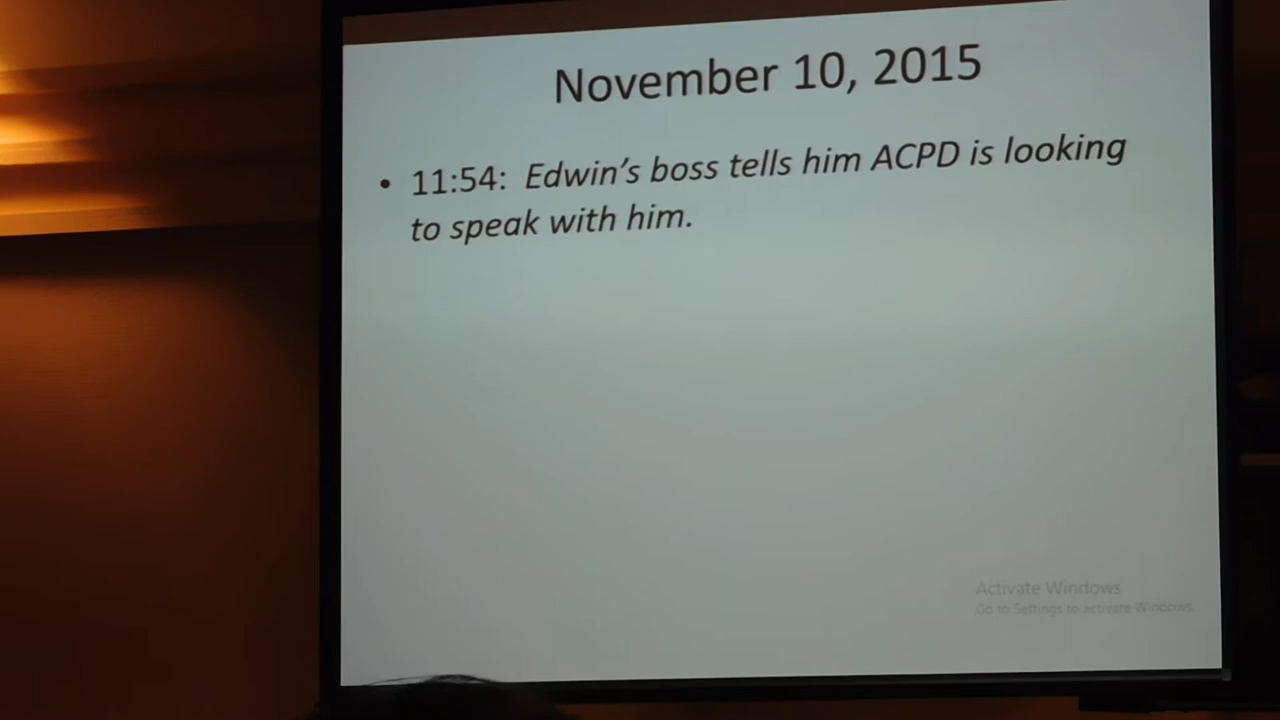 November 10, 2015
• 11:54: Edwin's boss tells him ACPD is looking
to speak with him.
Activate Windows
Go to Settings to activate Windows.